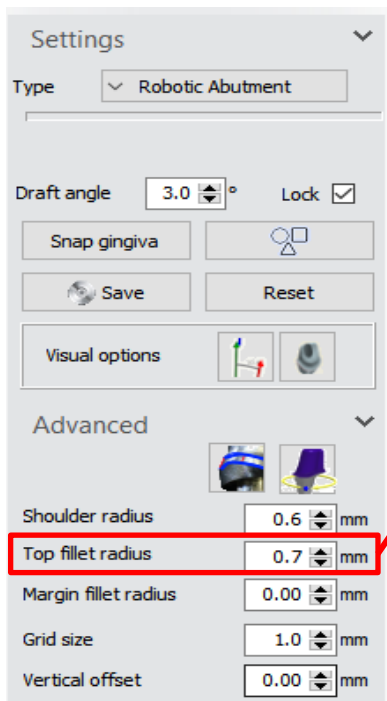 Settings
Type Robotic Abutment
Draft angle 3.0 ° Lock
Snap gingiva
Save Reset
Visual options
Advanced
Shoulder radius 0.6 mm
Top fillet radius 0.7 mm
Margin fillet radius 0.00 mm
Grid size 1.0 mm
Vertical offset 0.00 mm